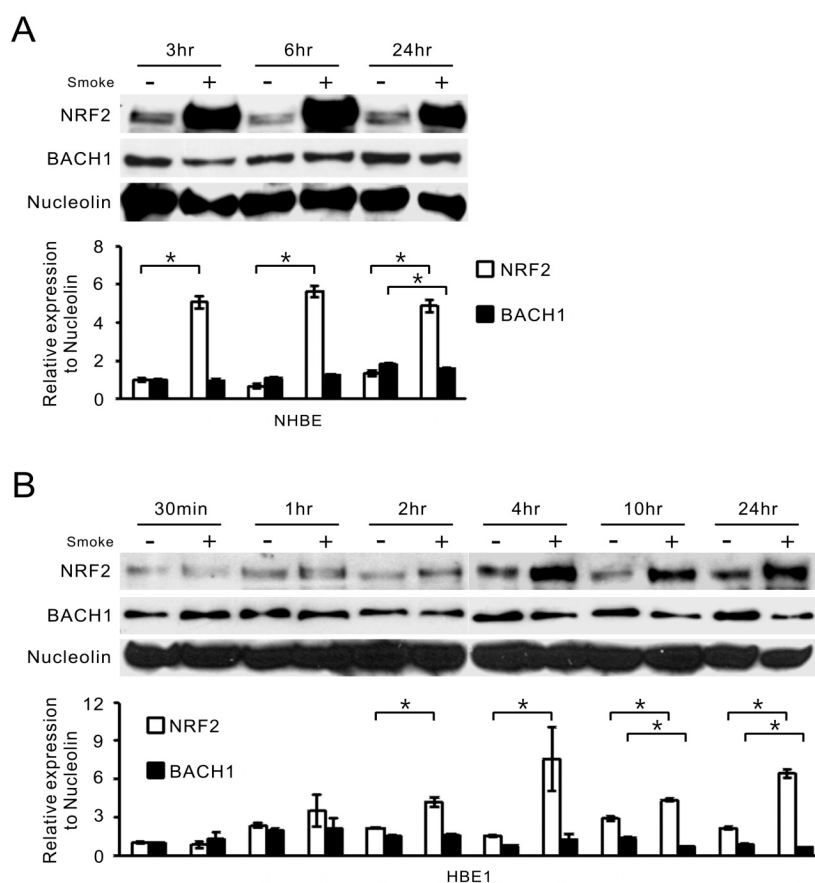 A
3hr 6hr 24hr
Smoke - + - + - +
NRF2
BACH1
Nucleolin
Relative expression
to Nucleolin
8
6
4
2
0
* * * *
NRF2
BACH1
NHBE
B
30min 1hr 2hr 4hr 10hr 24hr
Smoke - + - + - + - + - + - +
NRF2
BACH1
Nucleolin
Relative expression
to Nucleolin
12
9
6
3
0
NRF2
BACH1
* * * * * *
HBE1